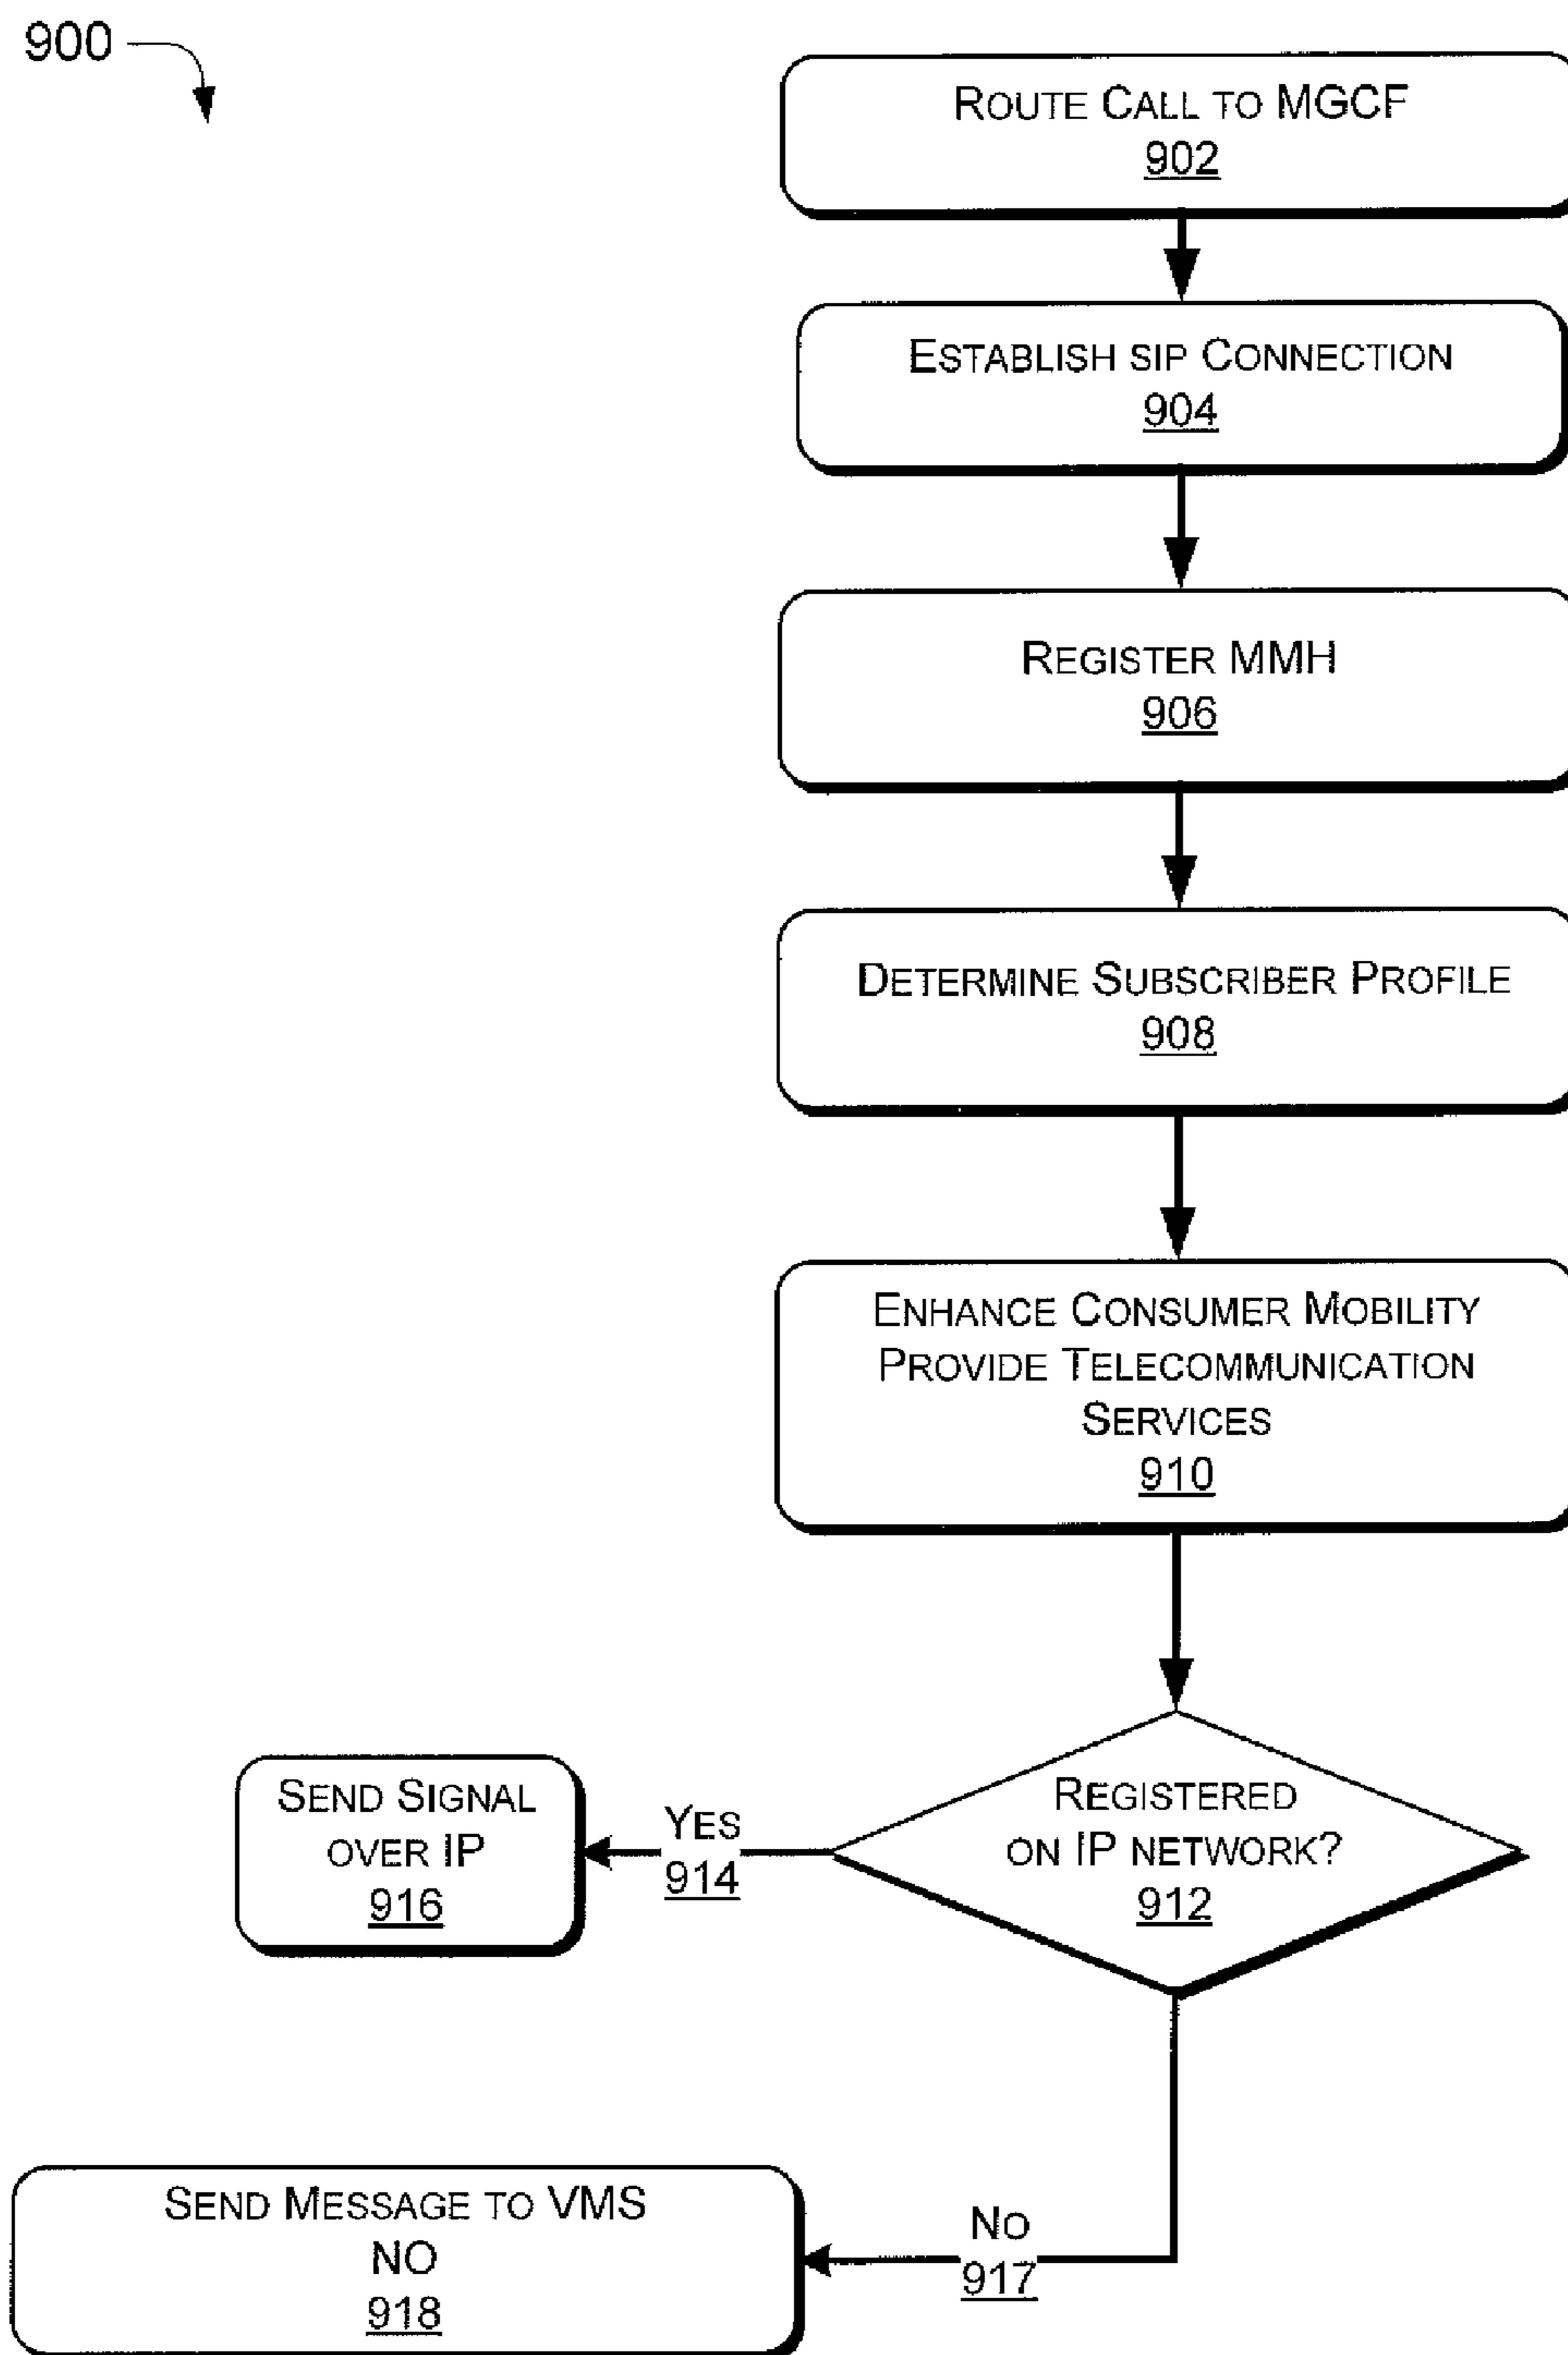 900
ROUTE CALL TO MGCF
902
ESTABLISH SIP CONNECTION
904
REGISTER MMH
906
DETERMINE SUBSCRIBER PROFILE
908
ENHANCE CONSUMER MOBILITY
PROVIDE TELECOMMUNICATION
SERVICES
910
REGISTERED
ON IP NETWORK?
912
YES
914
SEND SIGNAL
OVER IP
916
NO
917
SEND MESSAGE TO VMS
NO
918